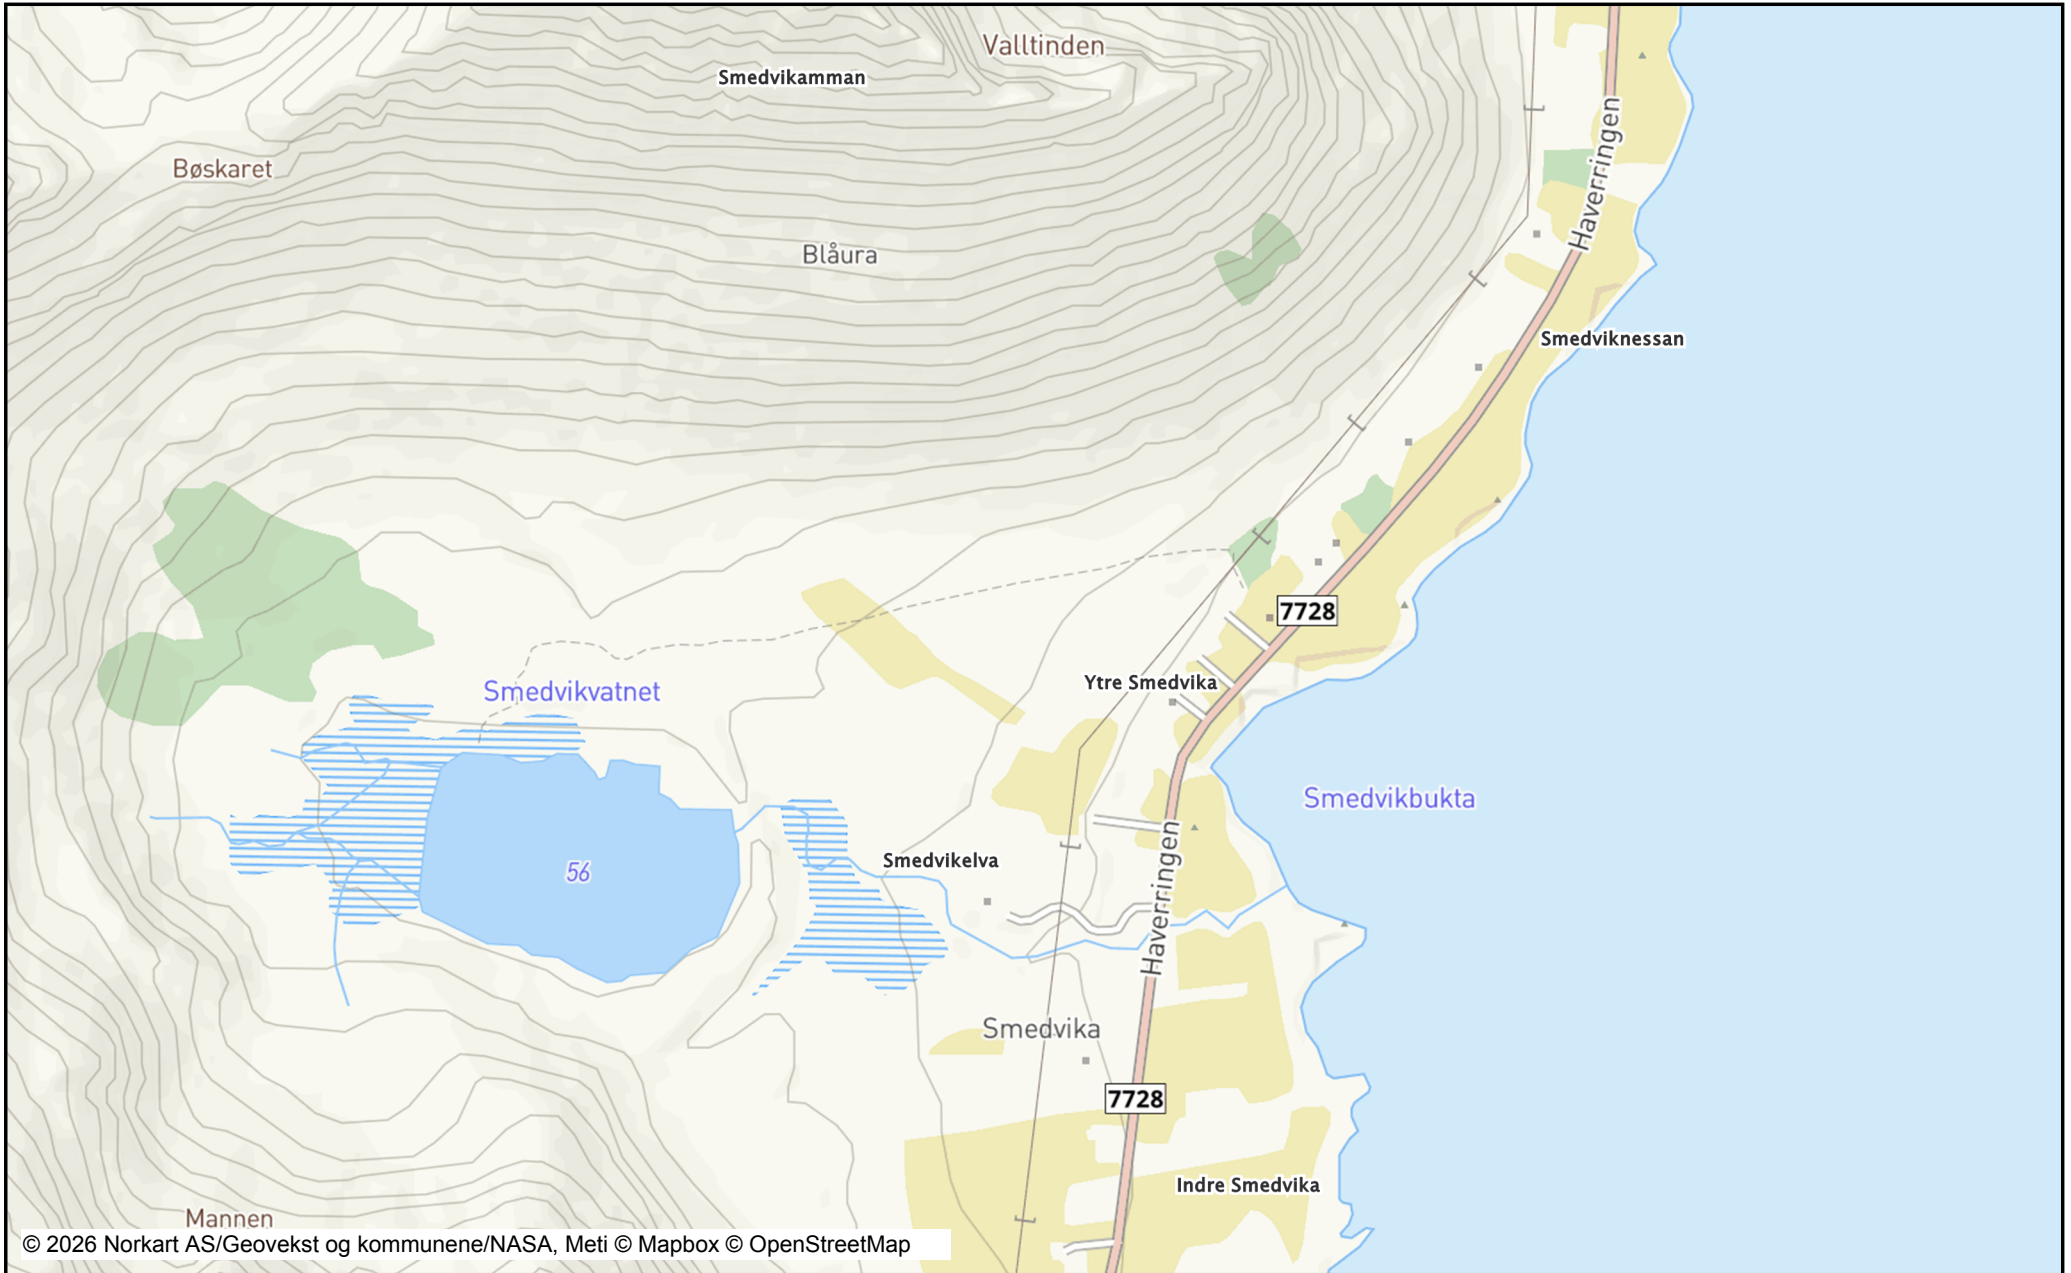 Valltinden
Smedvikamman
Haverringen
Bøskaret
Blåura
Smedviknessan
7728
Ytre Smedvika
Smedvikvatnet
Smedvikbukta
Smedvikelva
56
Haverringen
Smedvika
7728
Indre Smedvika
Mannen
© 2026 Norkart AS/Geovekst og kommunene/NASA, Meti © Mapbox © OpenStreetMap